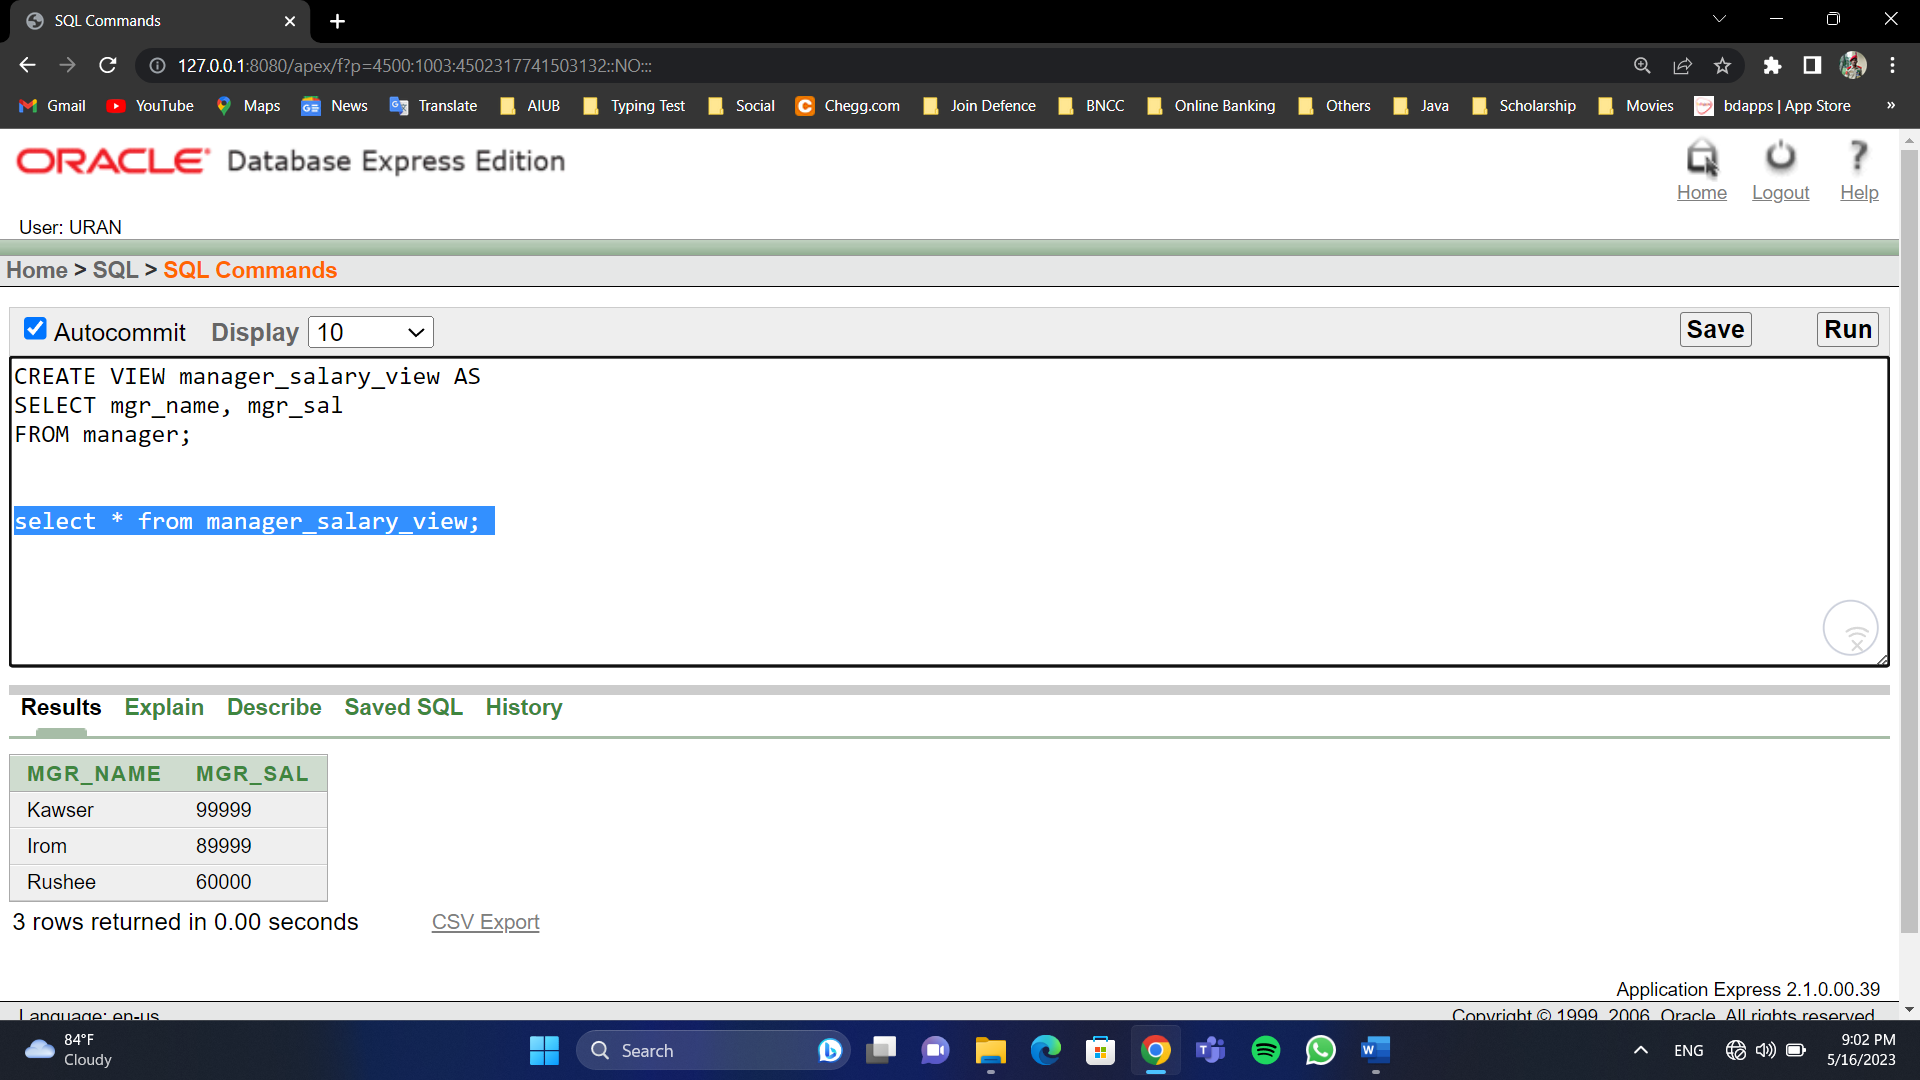 SQL Commands
127.0.0.1:8080/apex/f?p=4500:1003:4502317741503132::NO:::
Gmail YouTube Maps News Translate AIUB Typing Test Social Chegg.com Join Defence BNCC Online Banking Others Java Scholarship Movies bdapps | App Store »
ORACLE Database Express Edition
Home Logout Help
User: URAN
Home > SQL > SQL Commands
Autocommit Display 10 Save Run
CREATE VIEW manager_salary_view AS
SELECT mgr_name, mgr_sal
FROM manager;
select * from manager_salary_view;
Results Explain Describe Saved SQL History
MGR_NAME MGR_SAL
Kawser 99999
Irom 89999
Rushee 60000
3 rows returned in 0.00 seconds CSV Export
Application Express 2.1.0.00.39
Language: en-us Copyright © 1999, 2006, Oracle. All rights reserved.
84°F
Cloudy
Search
ENG
9:02 PM
5/16/2023